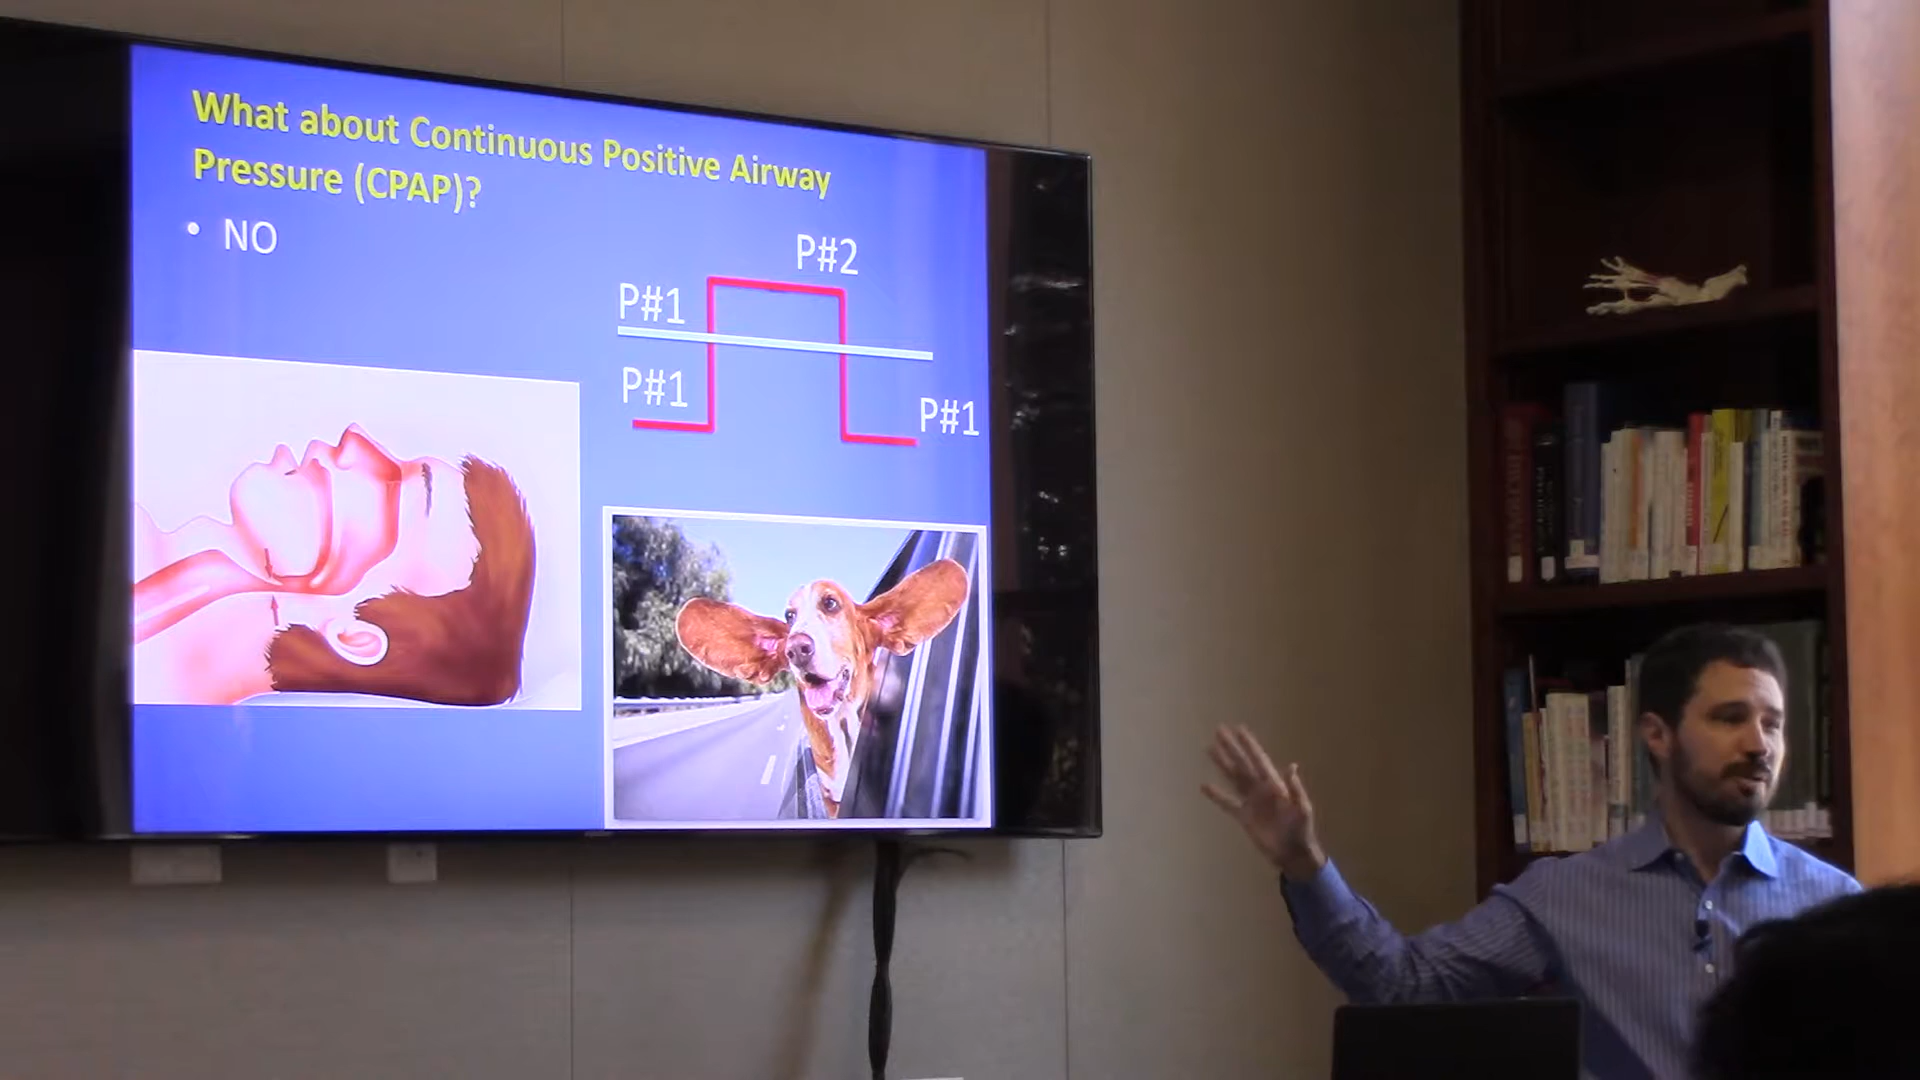 What about Continuous Positive Airway
Pressure (CPAP)?
• NO
P#2
P#1
P#1
P#1